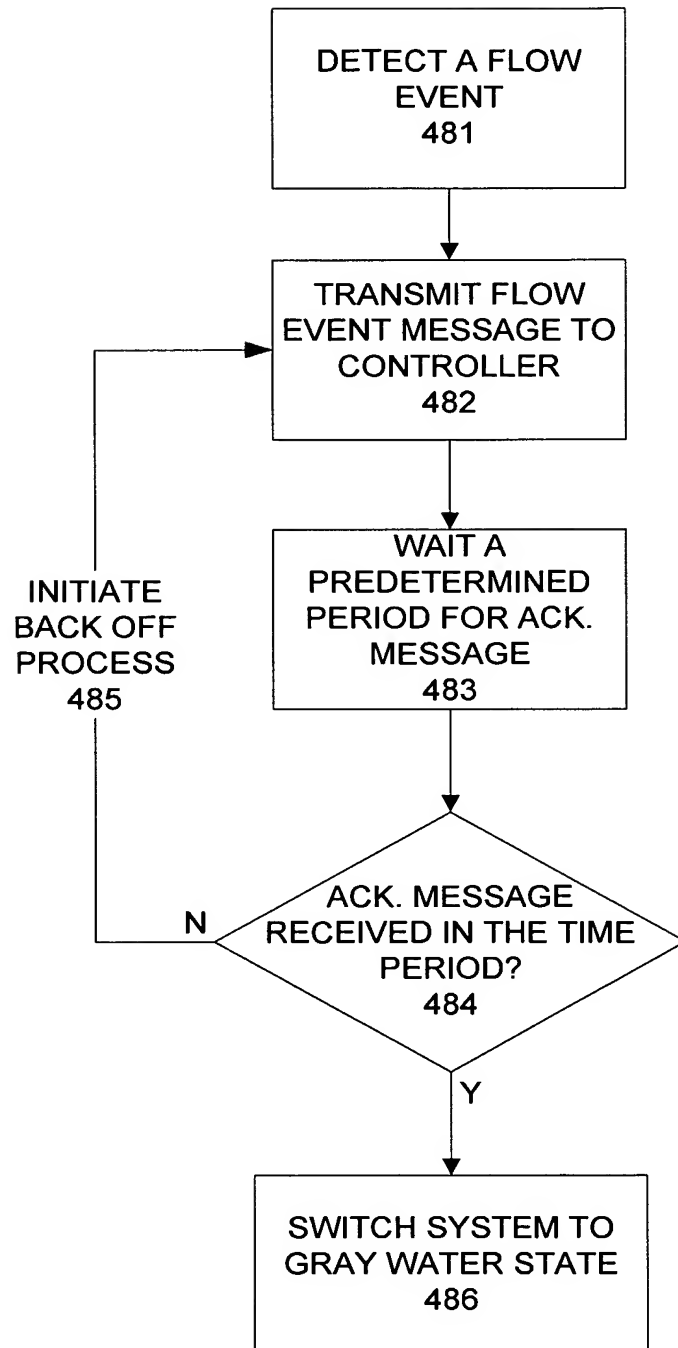 DETECT A FLOW
EVENT
481
TRANSMIT FLOW
EVENT MESSAGE TO
CONTROLLER
482
WAIT A
PREDETERMINED
PERIOD FOR ACK.
MESSAGE
483
INITIATE
BACK OFF
PROCESS
485
N
ACK. MESSAGE
RECEIVED IN THE TIME
PERIOD?
484
Y
SWITCH SYSTEM TO
GRAY WATER STATE
486